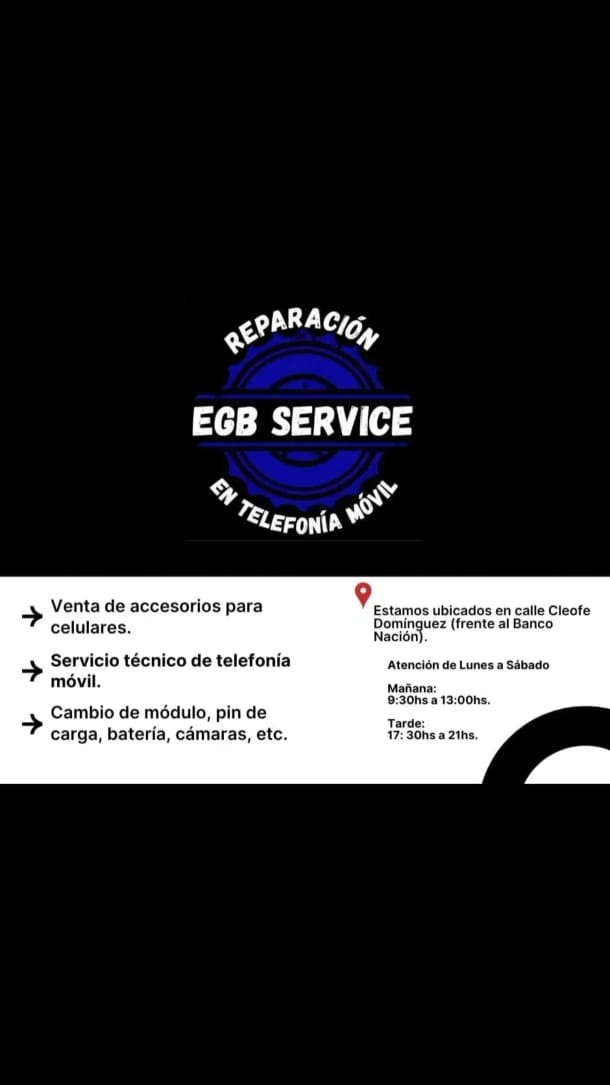 REPARACIÓN
EGB SERVICE
EN TELEFONÍA MÓVIL
Venta de accesorios para
celulares.
Servicio técnico de telefonía
móvil.
Cambio de módulo, pin de
carga, batería, cámaras, etc.
Estamos ubicados en calle Cleofe
Domínguez (frente al Banco
Nación).
Atención de Lunes a Sábado
Mañana:
9:30hs a 13:00hs.
Tarde:
17: 30hs a 21hs.